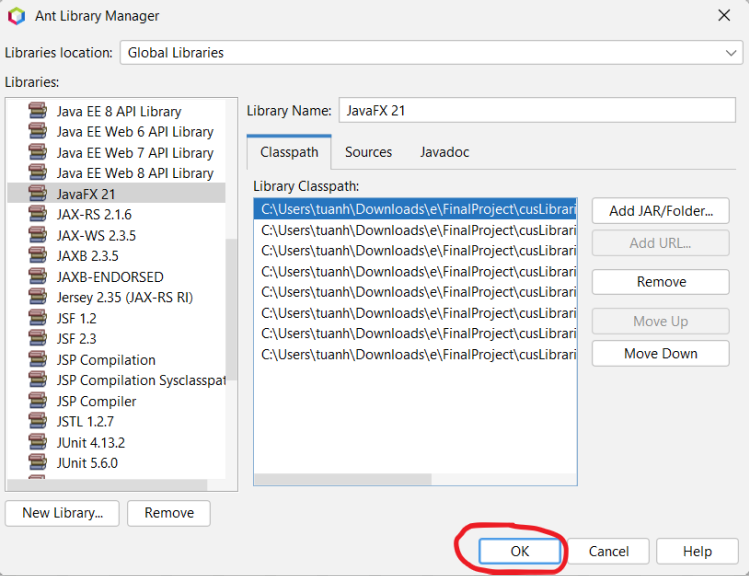 Ant Library Manager
Libraries location: Global Libraries
Libraries:
Java EE 8 API Library
Java EE Web 6 API Library
Java EE Web 7 API Library
Java EE Web 8 API Library
JavaFX 21
JAX-RS 2.1.6
JAX-WS 2.3.5
JAXB 2.3.5
JAXB-ENDORSED
Jersey 2.35 (JAX-RS RI)
JSF 1.2
JSF 2.3
JSP Compilation
JSP Compilation Sysclasspat
JSP Compiler
JSTL 1.2.7
JUnit 4.13.2
JUnit 5.6.0
New Library... Remove
Library Name: JavaFX 21
Classpath Sources Javadoc
Library Classpath:
C:\Users\tuanh\Downloads\e\FinalProject\cusLibrari
C:\Users\tuanh\Downloads\e\FinalProject\cusLibrari
C:\Users\tuanh\Downloads\e\FinalProject\cusLibrari
C:\Users\tuanh\Downloads\e\FinalProject\cusLibrari
C:\Users\tuanh\Downloads\e\FinalProject\cusLibrari
C:\Users\tuanh\Downloads\e\FinalProject\cusLibrari
C:\Users\tuanh\Downloads\e\FinalProject\cusLibrari
C:\Users\tuanh\Downloads\e\FinalProject\cusLibrari
Add JAR/Folder...
Add URL...
Remove
Move Up
Move Down
OK Cancel Help